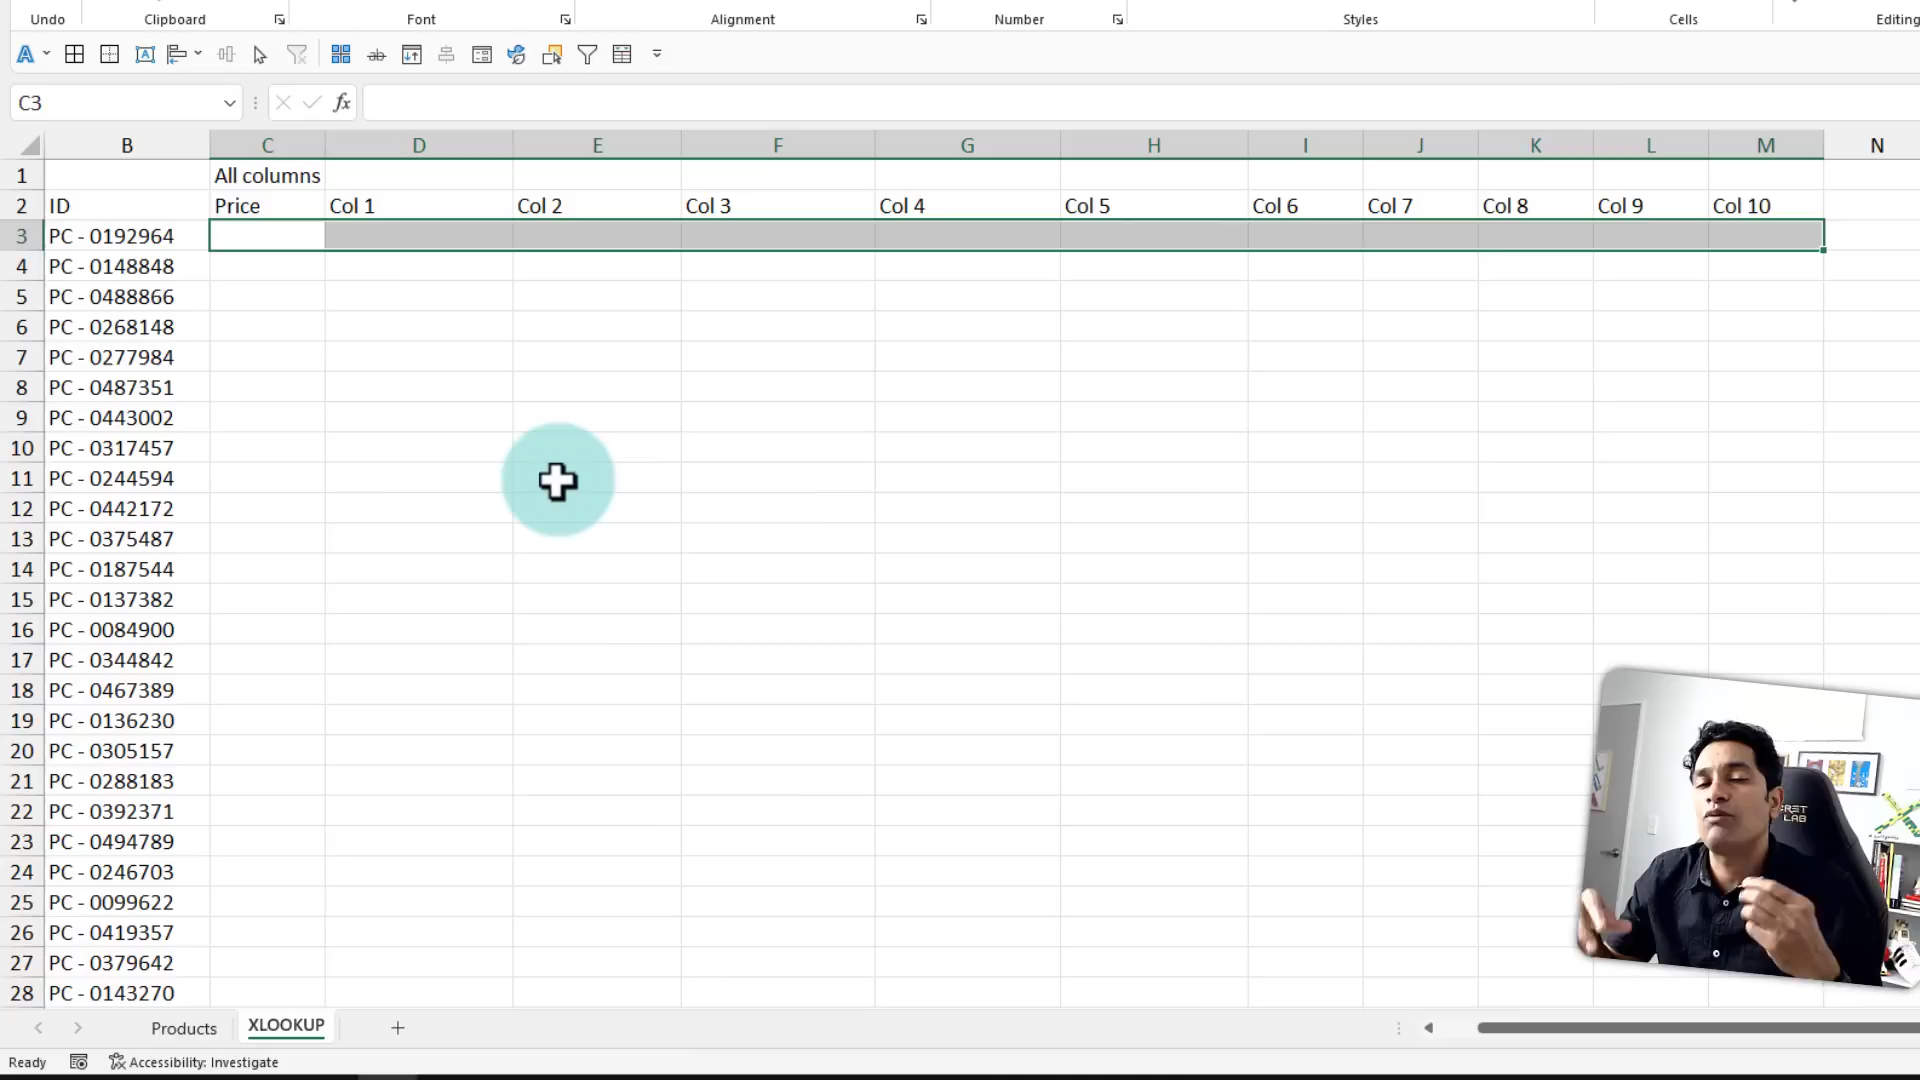 Undo Clipboard Font Alignment Number Styles Cells Editing
A ab
C3 fx
B C D E F G H I J K L M N
1 All columns
2 ID Price Col 1 Col 2 Col 3 Col 4 Col 5 Col 6 Col 7 Col 8 Col 9 Col 10
3 PC - 0192964
4 PC - 0148848
5 PC - 0488866
6 PC - 0268148
7 PC - 0277984
8 PC - 0487351
9 PC - 0443002
10 PC - 0317457
11 PC - 0244594
12 PC - 0442172
13 PC - 0375487
14 PC - 0187544
15 PC - 0137382
16 PC - 0084900
17 PC - 0344842
18 PC - 0467389
19 PC - 0136230
20 PC - 0305157
21 PC - 0288183
22 PC - 0392371
23 PC - 0494789
24 PC - 0246703
25 PC - 0099622
26 PC - 0419357
27 PC - 0379642
28 PC - 0143270
RET
LAB
Products XLOOKUP
Ready Accessibility: Investigate